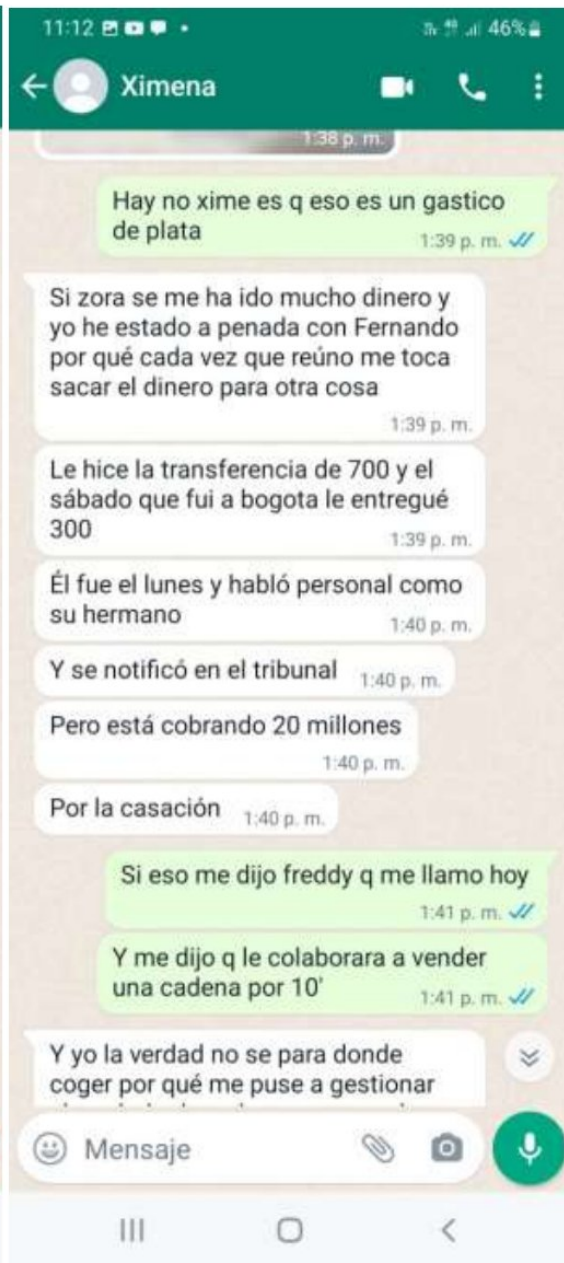 11:12 46%
Ximena
1:38 p. m.
Hay no xime es q eso es un gastico
de plata
1:39 p. m.
Si zora se me ha ido mucho dinero y
yo he estado a penada con Fernando
por qué cada vez que reúno me toca
sacar el dinero para otra cosa
1:39 p. m.
Le hice la transferencia de 700 y el
sábado que fui a bogota le entregué
300
1:39 p. m.
Él fue el lunes y habló personal como
su hermano
1:40 p. m.
Y se notificó en el tribunal 1:40 p. m.
Pero está cobrando 20 millones
1:40 p. m.
Por la casación 1:40 p. m.
Si eso me dijo freddy q me llamo hoy
1:41 p. m.
Y me dijo q le colaborara a vender
una cadena por 10'
1:41 p. m.
Y yo la verdad no se para donde
coger por qué me puse a gestionar
Mensaje